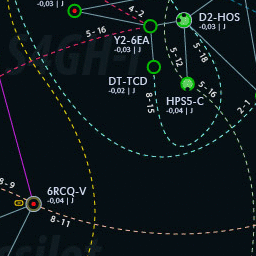 -0,03 | J
4-2
D2-HOS
-0,03 | J
5-16
Y2-6EA
-0,03 | J
5-12
5-18
DT-TCD
-0,02 | J
8-15
5-16
HPS5-C
-0,04 | J
2-1
8-9
6RCQ-V
-0,04 | J
8-11